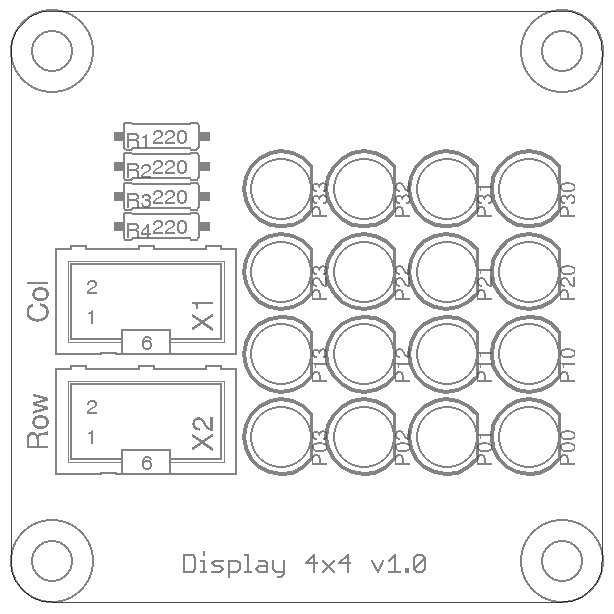 R1 220
R2 220
R3 220
R4 220
P33 P32 P31 P30
Col
2
1
X1
6
P23 P22 P21 P20
P13 P12 P11 P10
Row
2
1
X2
6
P03 P02 P01 P00
Display 4x4 v1.0